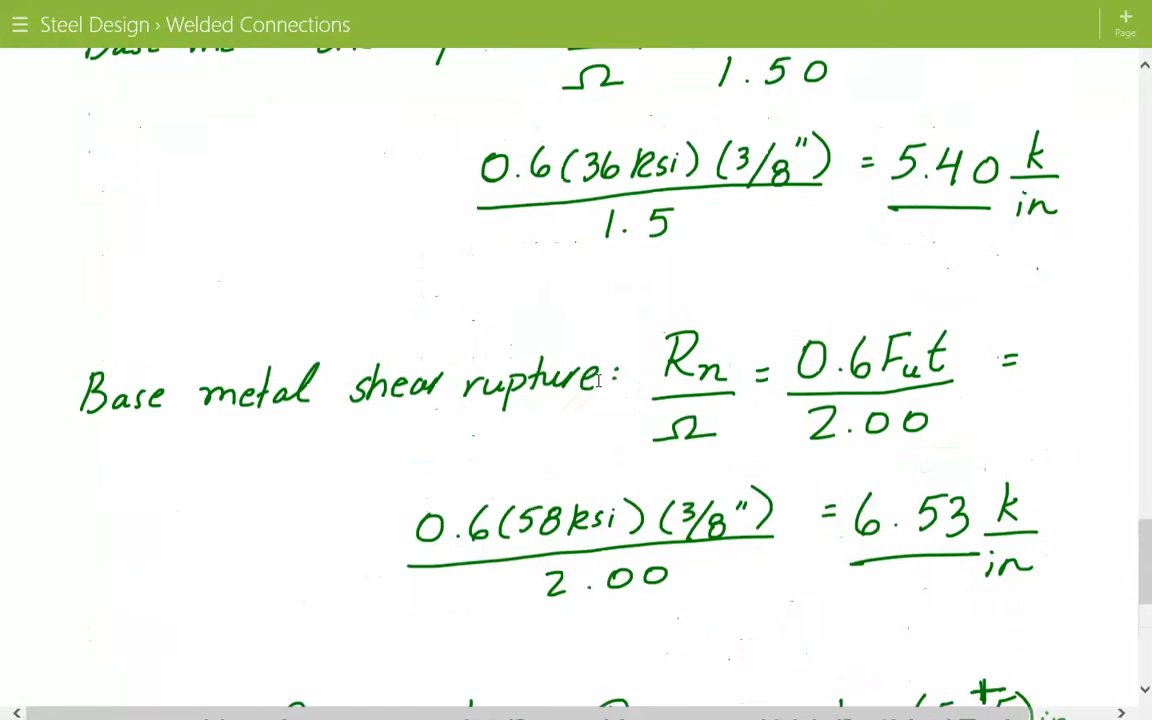 Steel Design › Welded Connections
Page
Ω 1.50
0.6(36ksi)(3/8") = 5.40 k/in
1.5
Base metal shear rupture: Rn/Ω = 0.6Fut/2.00 =
0.6(58ksi)(3/8") = 6.53 k/in
2.00